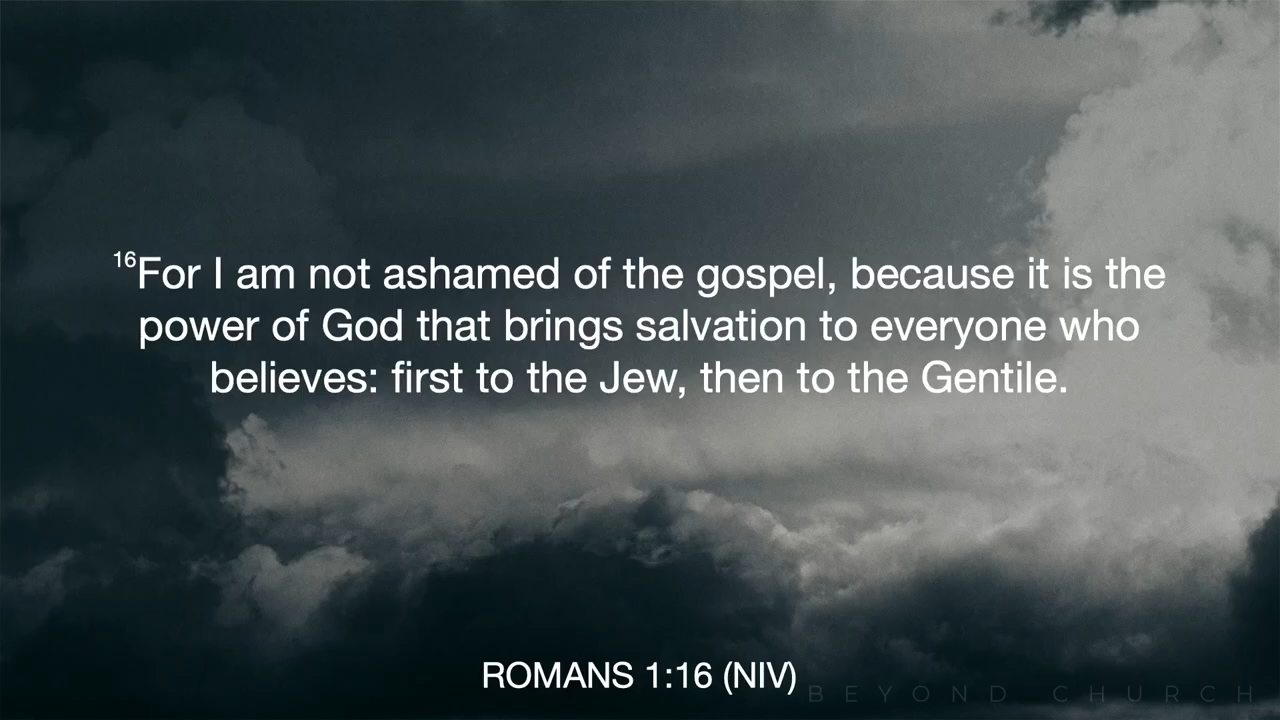 16For I am not ashamed of the gospel, because it is the
power of God that brings salvation to everyone who
believes: first to the Jew, then to the Gentile.
ROMANS 1:16 (NIV)
BEYOND CHURCH